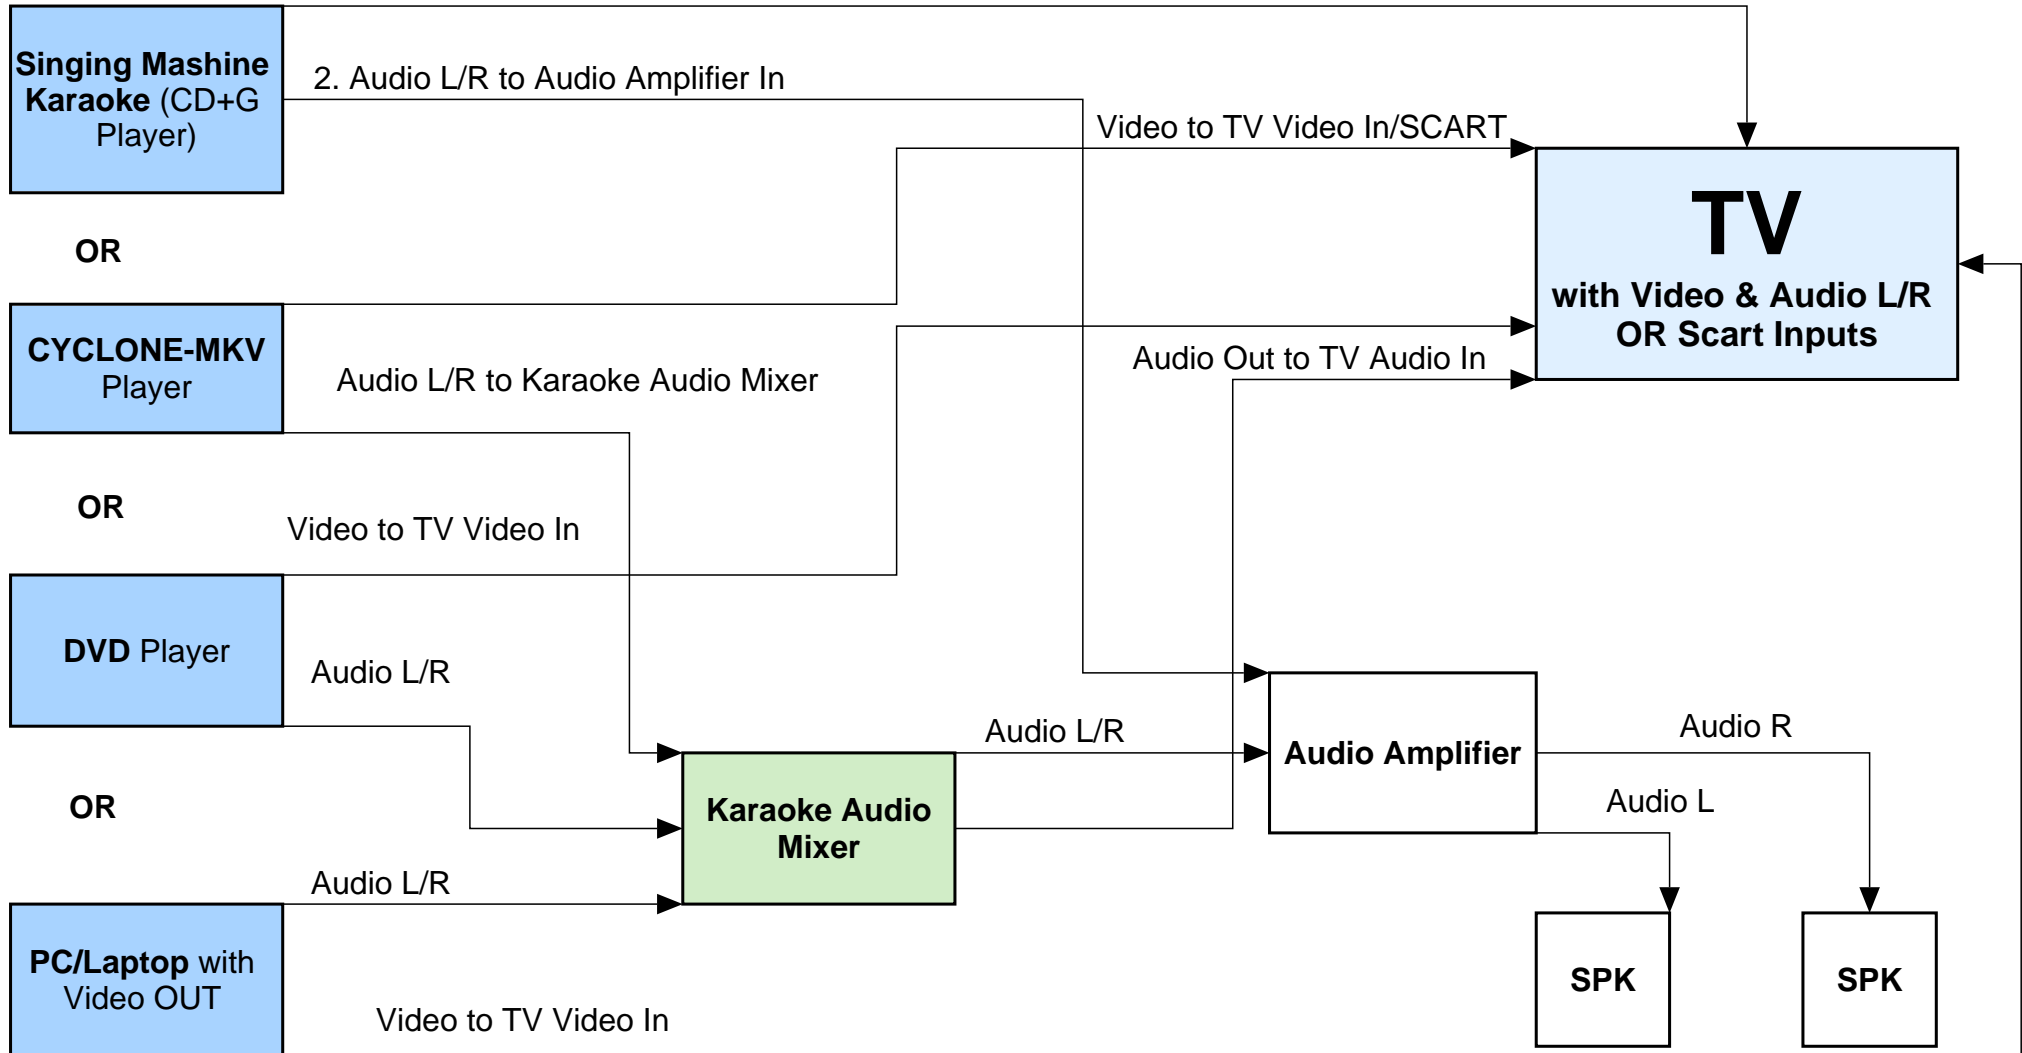 Singing Mashine
Karaoke (CD+G
Player)
2. Audio L/R to Audio Amplifier In
Video to TV Video In/SCART
TV
with Video & Audio L/R
OR Scart Inputs
OR
CYCLONE-MKV
Player
Audio L/R to Karaoke Audio Mixer
Audio Out to TV Audio In
OR
Video to TV Video In
DVD Player
Audio L/R
Audio L/R
Audio Amplifier
Audio R
Audio L
OR
Karaoke Audio
Mixer
Audio L/R
PC/Laptop with
Video OUT
Video to TV Video In
SPK
SPK